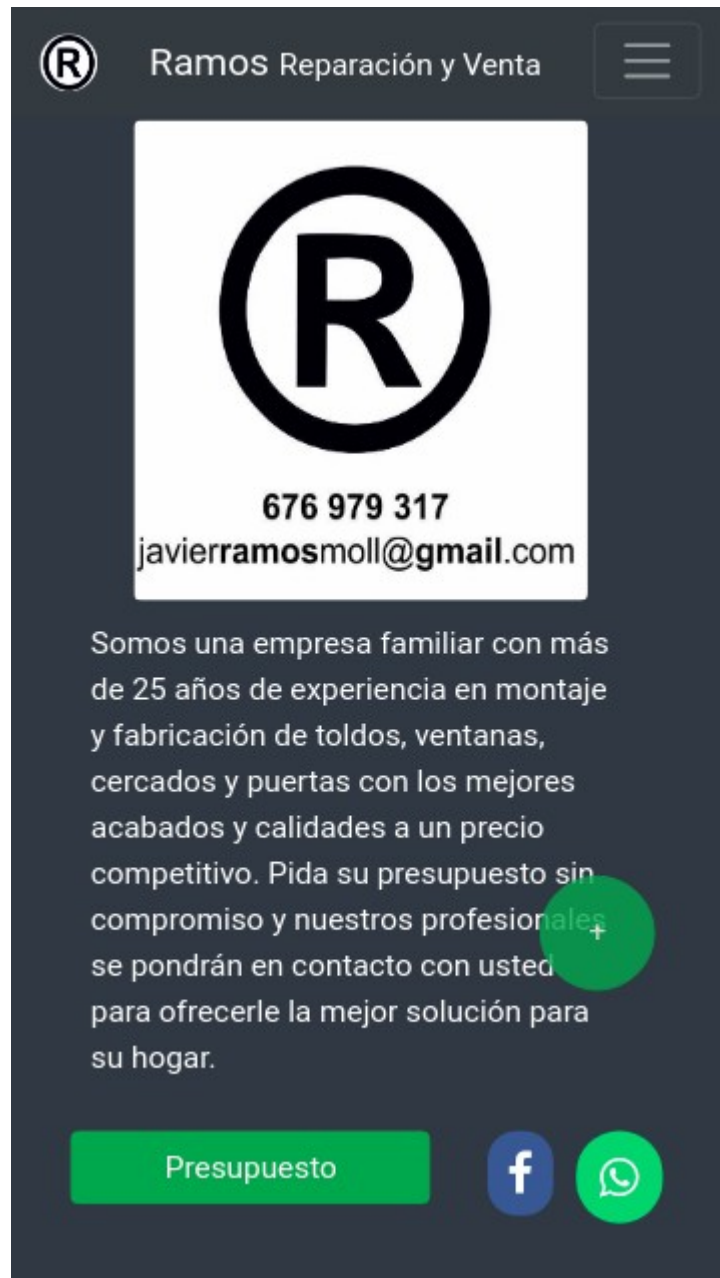 ® Ramos Reparación y Venta
®
676 979 317
javierramosmoll@gmail.com
Somos una empresa familiar con más
de 25 años de experiencia en montaje
y fabricación de toldos, ventanas,
cercados y puertas con los mejores
acabados y calidades a un precio
competitivo. Pida su presupuesto sin
compromiso y nuestros profesionales
se pondrán en contacto con usted
para ofrecerle la mejor solución para
su hogar.
+
Presupuesto f